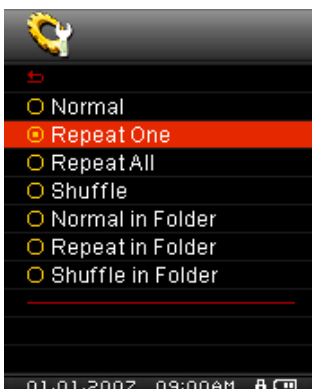 Normal
Repeat One
Repeat All
Shuffle
Normal in Folder
Repeat in Folder
Shuffle in Folder
01.01.2007 09:00AM